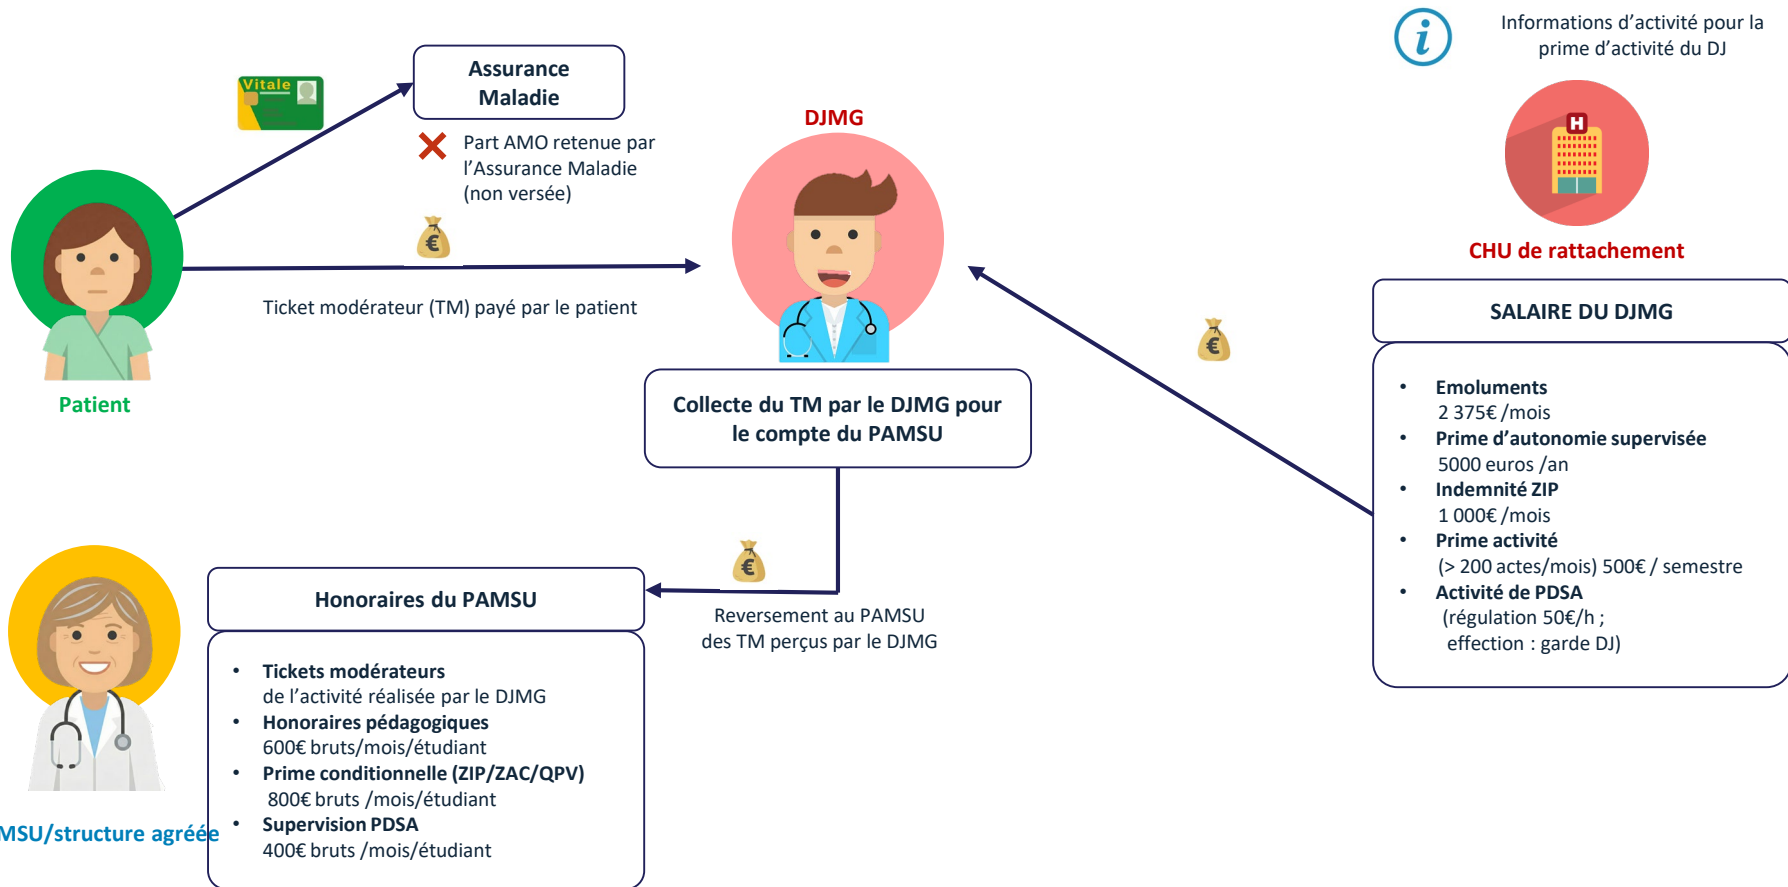 Informations d’activité pour la
prime d’activité du DJ
Vitale
Assurance
Maladie
Part AMO retenue par
l’Assurance Maladie
(non versée)
DJMG
H
CHU de rattachement
Ticket modérateur (TM) payé par le patient
Patient
Collecte du TM par le DJMG pour
le compte du PAMSU
SALAIRE DU DJMG
• Emoluments
2 375€ /mois
• Prime d’autonomie supervisée
5000 euros /an
• Indemnité ZIP
1 000€ /mois
• Prime activité
(> 200 actes/mois) 500€ / semestre
• Activité de PDSA
(régulation 50€/h ;
effection : garde DJ)
Reversement au PAMSU
des TM perçus par le DJMG
Honoraires du PAMSU
• Tickets modérateurs
de l’activité réalisée par le DJMG
• Honoraires pédagogiques
600€ bruts/mois/étudiant
• Prime conditionnelle (ZIP/ZAC/QPV)
800€ bruts /mois/étudiant
• Supervision PDSA
400€ bruts /mois/étudiant
MSU/structure agréée